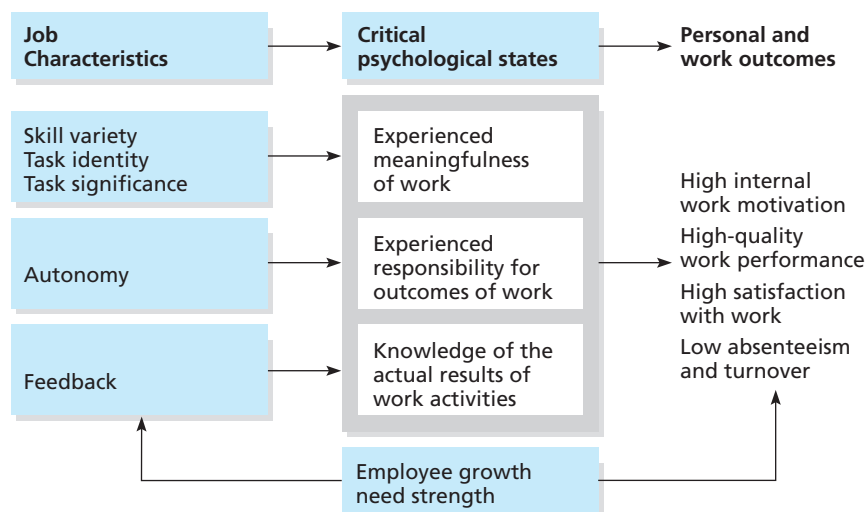 Job
Characteristics
Critical
psychological states
Personal and
work outcomes
Skill variety
Task identity
Task significance
Experienced
meaningfulness
of work
Autonomy
Experienced
responsibility for
outcomes of work
Feedback
Knowledge of the
actual results of
work activities
High internal
work motivation
High-quality
work performance
High satisfaction
with work
Low absenteeism
and turnover
Employee growth
need strength